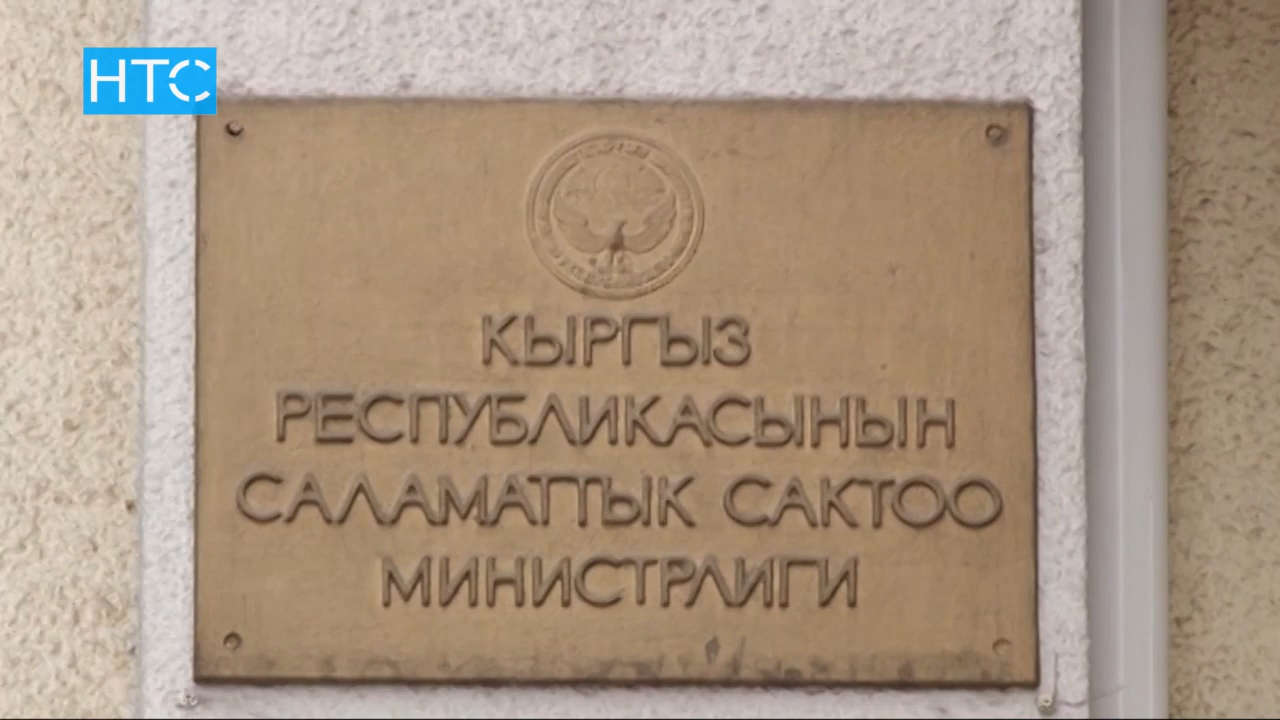 НТС
КЫРГЫЗ
РЕСПУБЛИКАСЫНЫН
САЛАМАТТЫК САКТОО
МИНИСТРЛИГИ